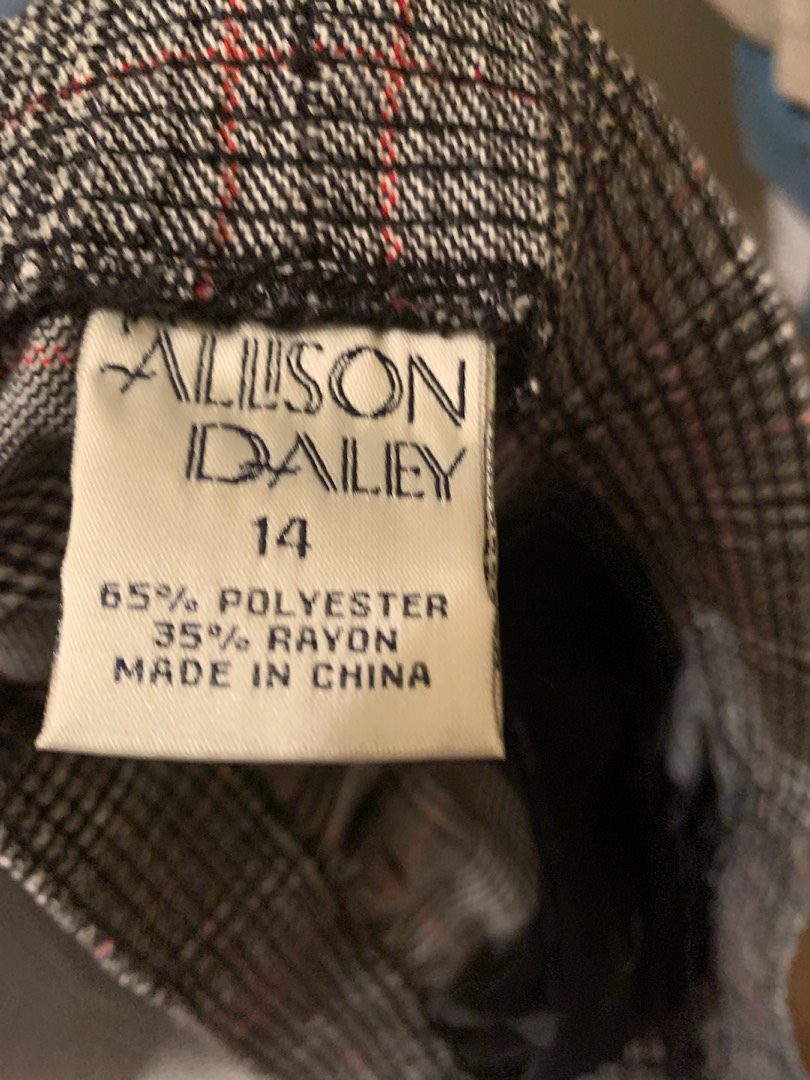 ALLISON
DALEY
14
65% POLYESTER
35% RAYON
MADE IN CHINA